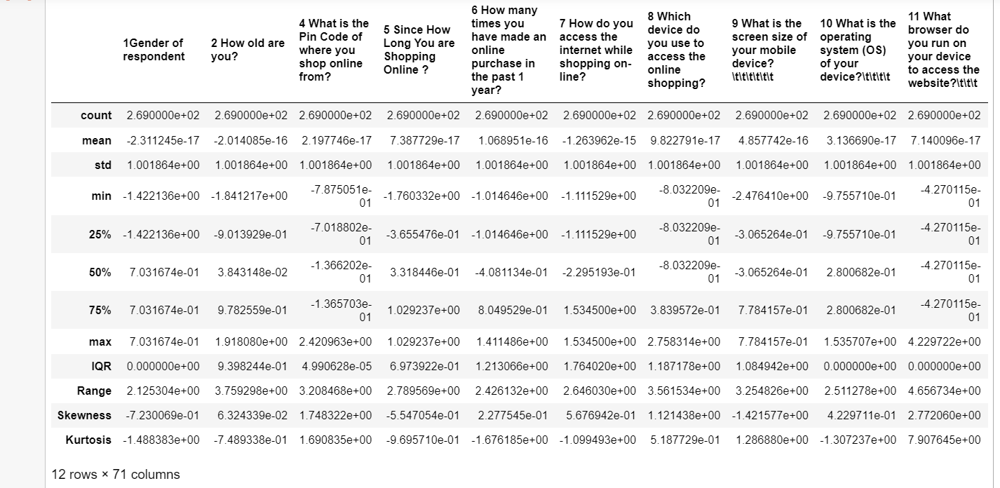 1Gender of respondent 2 How old are you? 4 What is the Pin Code of where you shop online from? 5 Since How Long You are Shopping Online ? 6 How many times you have made an online purchase in the past 1 year? 7 How do you access the internet while shopping on-line? 8 Which device do you use to access the online shopping? 9 What is the screen size of your mobile device? \t\t\t\t\t\t 10 What is the operating system (OS) of your device?\t\t\t\t 11 What browser do you run on your device to access the website?\t\t\t
count 2.690000e+02 2.690000e+02 2.690000e+02 2.690000e+02 2.690000e+02 2.690000e+02 2.690000e+02 2.690000e+02 2.690000e+02 2.690000e+02
mean -2.311245e-17 -2.014085e-16 2.197746e-17 7.387729e-17 1.068951e-16 -1.263962e-15 9.822791e-17 4.857742e-16 3.136690e-17 7.140096e-17
std 1.001864e+00 1.001864e+00 1.001864e+00 1.001864e+00 1.001864e+00 1.001864e+00 1.001864e+00 1.001864e+00 1.001864e+00 1.001864e+00
min -1.422136e+00 -1.841217e+00 -7.875051e-01 -1.760332e+00 -1.014646e+00 -1.111529e+00 -8.032209e-01 -2.476410e+00 -9.755710e-01 -4.270115e-01
25% -1.422136e+00 -9.013929e-01 -7.018802e-01 -3.655476e-01 -1.014646e+00 -1.111529e+00 -8.032209e-01 -3.065264e-01 -9.755710e-01 -4.270115e-01
50% 7.031674e-01 3.843148e-02 -1.366202e-01 3.318446e-01 -4.081134e-01 -2.295193e-01 -8.032209e-01 -3.065264e-01 2.800682e-01 -4.270115e-01
75% 7.031674e-01 9.782559e-01 -1.365703e-01 1.029237e+00 8.049529e-01 1.534500e+00 3.839572e-01 7.784157e-01 2.800682e-01 -4.270115e-01
max 7.031674e-01 1.918080e+00 2.420963e+00 1.029237e+00 1.411486e+00 1.534500e+00 2.758314e+00 7.784157e-01 1.535707e+00 4.229722e+00
IQR 0.000000e+00 9.398244e-01 4.990628e-05 6.973922e-01 1.213066e+00 1.764020e+00 1.187178e+00 1.084942e+00 0.000000e+00 0.000000e+00
Range 2.125304e+00 3.759298e+00 3.208468e+00 2.789569e+00 2.426132e+00 2.646030e+00 3.561534e+00 3.254826e+00 2.511278e+00 4.656734e+00
Skewness -7.230069e-01 6.324339e-02 1.748322e+00 -5.547054e-01 2.277545e-01 5.676942e-01 1.121438e+00 -1.421577e+00 4.229711e-01 2.772060e+00
Kurtosis -1.488383e+00 -7.489338e-01 1.690835e+00 -9.695710e-01 -1.676185e+00 -1.099493e+00 5.187729e-01 1.286880e+00 -1.307237e+00 7.907645e+00
12 rows × 71 columns